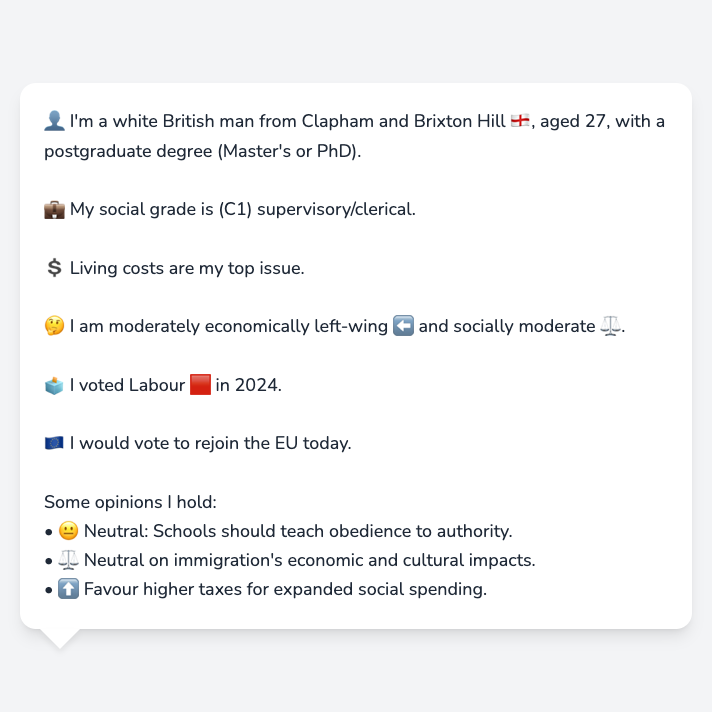 👤 I'm a white British man from Clapham and Brixton Hill 🏴󠁧󠁢󠁥󠁮󠁧󠁿, aged 27, with a
postgraduate degree (Master's or PhD).
💼 My social grade is (C1) supervisory/clerical.
💲 Living costs are my top issue.
🤔 I am moderately economically left-wing ⬅️ and socially moderate ⚖️.
🗳️ I voted Labour 🟥 in 2024.
🇪🇺 I would vote to rejoin the EU today.
Some opinions I hold:
• 😐 Neutral: Schools should teach obedience to authority.
• ⚖️ Neutral on immigration's economic and cultural impacts.
• ⬆️ Favour higher taxes for expanded social spending.